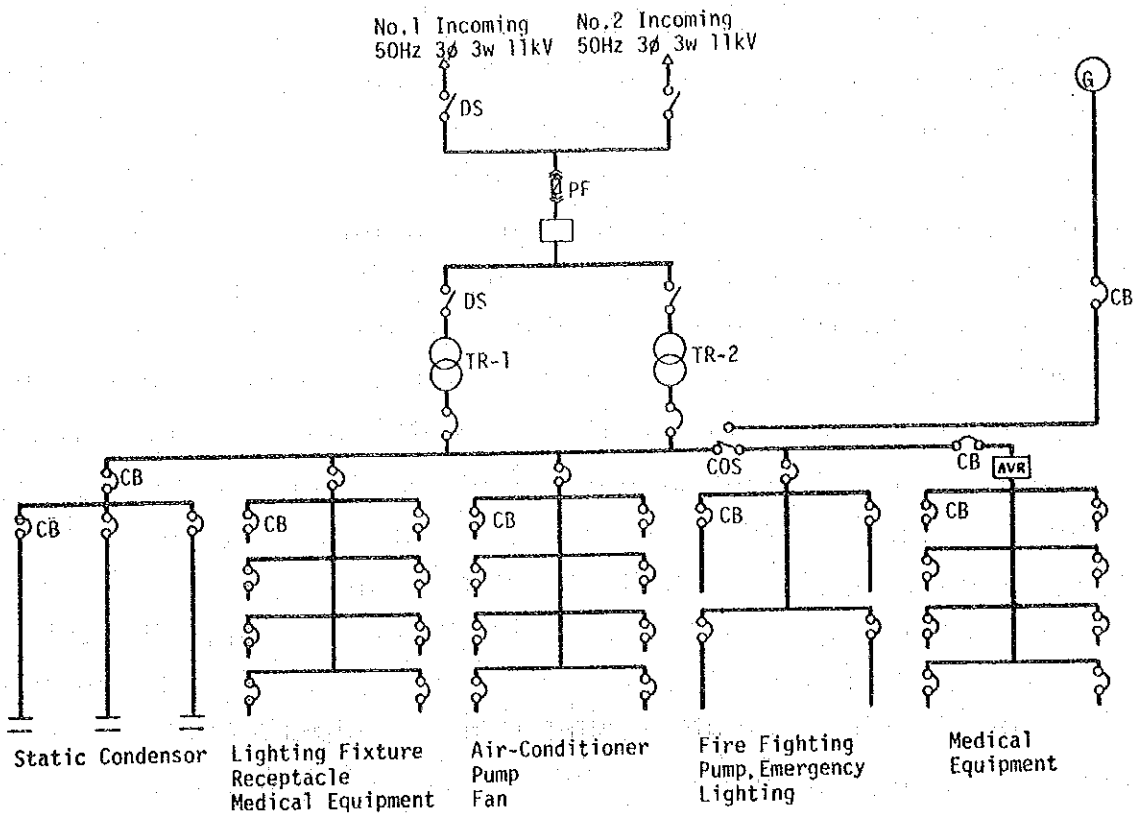 No.1 Incoming
50Hz 3ø 3w 11kV
No.2 Incoming
50Hz 3ø 3w 11kV
G
DS
PF
CB
DS
TR-1
TR-2
COS
CB
AVR
CB
CB
CB
CB
CB
CB
Static Condensor
Lighting Fixture
Receptacle
Medical Equipment
Air-Conditioner
Pump
Fan
Fire Fighting
Pump,Emergency
Lighting
Medical
Equipment